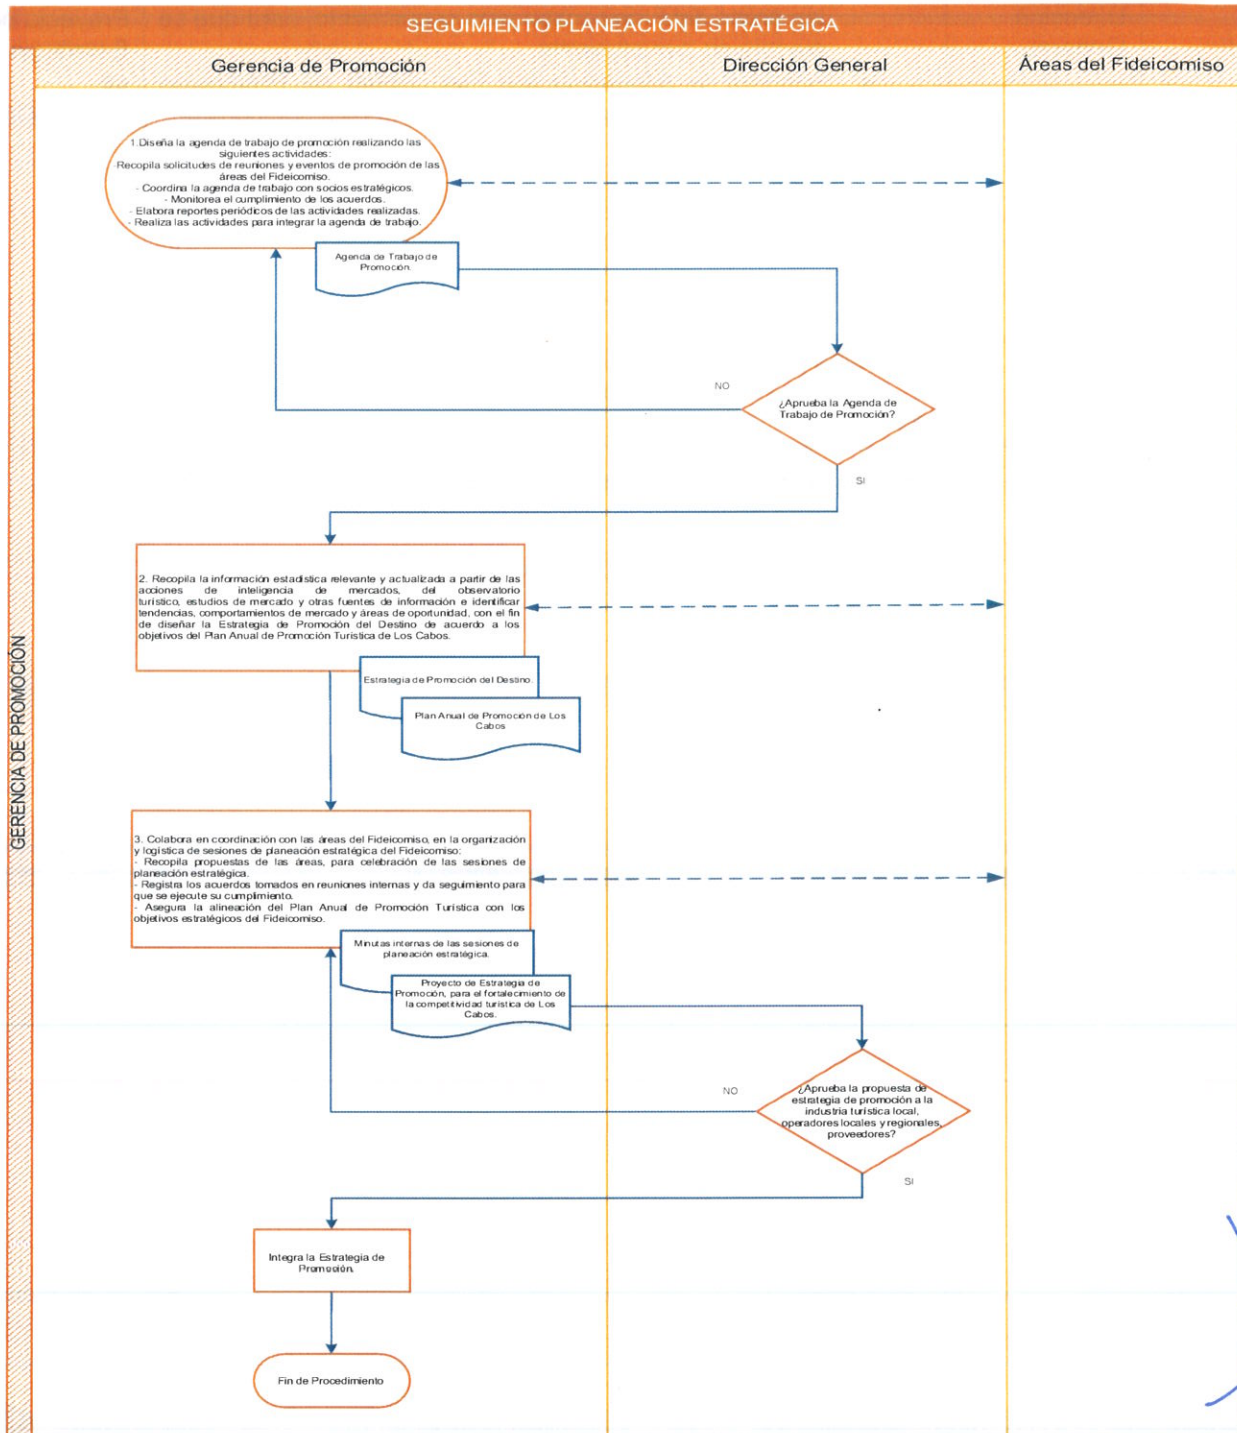 SEGUIMIENTO PLANEACIÓN ESTRATÉGICA
Gerencia de Promoción
Dirección General
Áreas del Fideicomiso
GERENCIA DE PROMOCIÓN
1.Diseña la agenda de trabajo de promoción realizando las
siguientes actividades:
-Recopila solicitudes de reuniones y eventos de promoción de las
áreas del Fideicomiso.
- Coordina la agenda de trabajo con socios estratégicos.
- Monitorea el cumplimiento de los acuerdos.
- Elabora reportes periódicos de las actividades realizadas.
- Realiza las actividades para integrar la agenda de trabajo.
Agenda de Trabajo de
Promoción.
NO
¿Aprueba la Agenda de
Trabajo de Promoción?
SI
2. Recopila la información estadística relevante y actualizada a partir de las
acciones de inteligencia de mercados, del observatorio
turístico, estudios de mercado y otras fuentes de información e identificar
tendencias, comportamientos de mercado y áreas de oportunidad, con el fin
de diseñar la Estrategia de Promoción del Destino de acuerdo a los
objetivos del Plan Anual de Promoción Turística de Los Cabos.
Estrategia de Promoción del Destino.
Plan Anual de Promoción de Los
Cabos
3. Colabora en coordinación con las áreas del Fideicomiso, en la organización
y logística de sesiones de planeación estratégica del Fideicomiso:
- Recopila propuestas de las áreas, para celebración de las sesiones de
planeación estratégica.
- Registra los acuerdos tomados en reuniones internas y da seguimiento para
que se ejecute su cumplimiento.
- Asegura la alineación del Plan Anual de Promoción Turística con los
objetivos estratégicos del Fideicomiso.
Minutas internas de las sesiones de
planeación estratégica.
Proyecto de Estrategia de
Promoción, para el fortalecimiento de
la competitividad turística de Los
Cabos.
NO
¿Aprueba la propuesta de
estrategia de promoción a la
industria turística local,
operadores locales y regionales,
proveedores?
SI
Integra la Estrategia de
Promoción.
Fin de Procedimiento